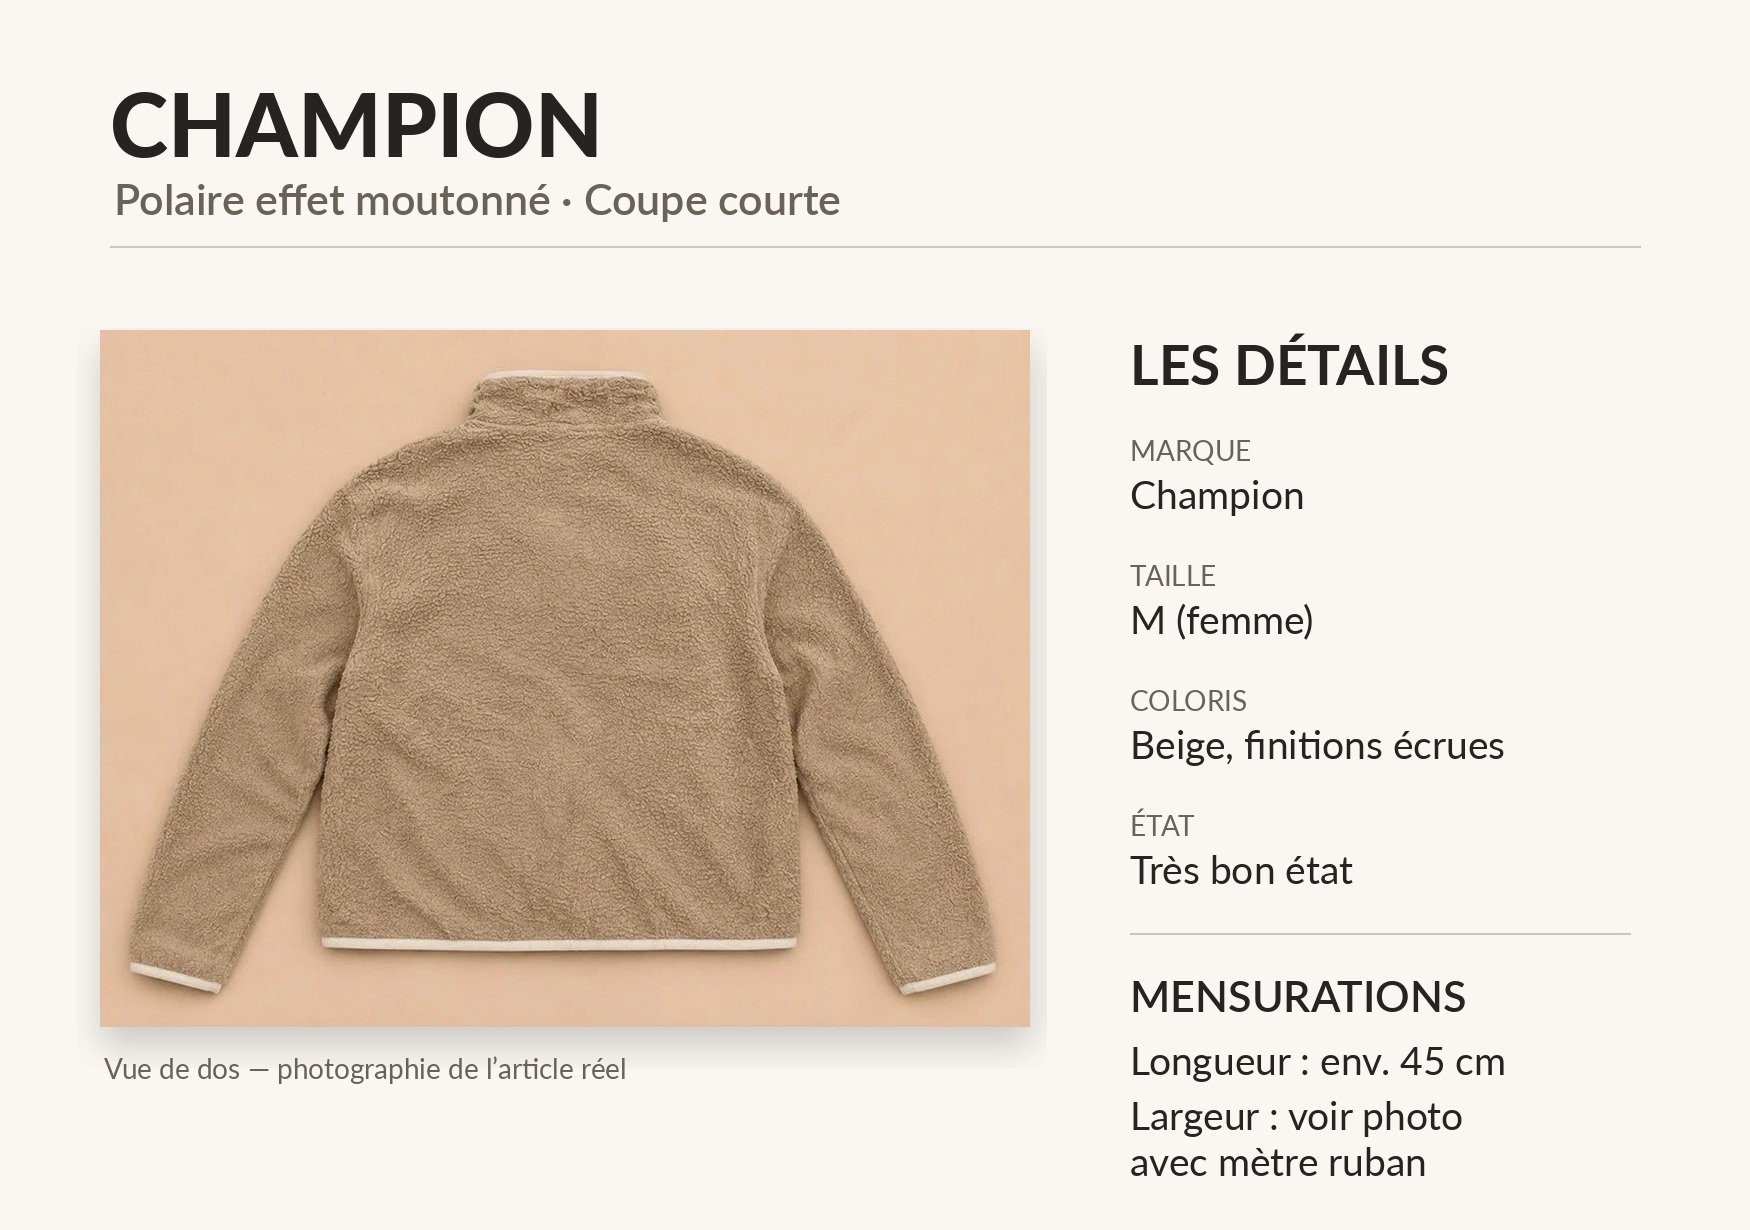 CHAMPION
Polaire effet moutonné · Coupe courte
LES DÉTAILS
MARQUE
Champion
TAILLE
M (femme)
COLORIS
Beige, finitions écrues
ÉTAT
Très bon état
MENSURATIONS
Longueur : env. 45 cm
Largeur : voir photo
avec mètre ruban
Vue de dos — photographie de l’article réel